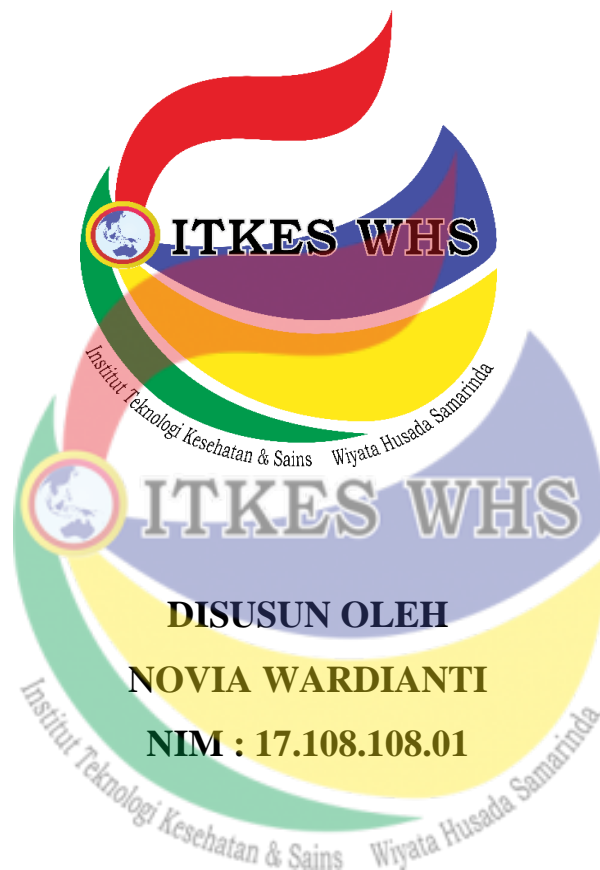 ITKES WHS
Institut Teknologi Kesehatan & Sains Wiyata Husada Samarinda
ITKES WHS
DISUSUN OLEH
NOVIA WARDIANTI
NIM : 17.108.108.01
Institut Teknologi Kesehatan & Sains Wiyata Husada Samarinda